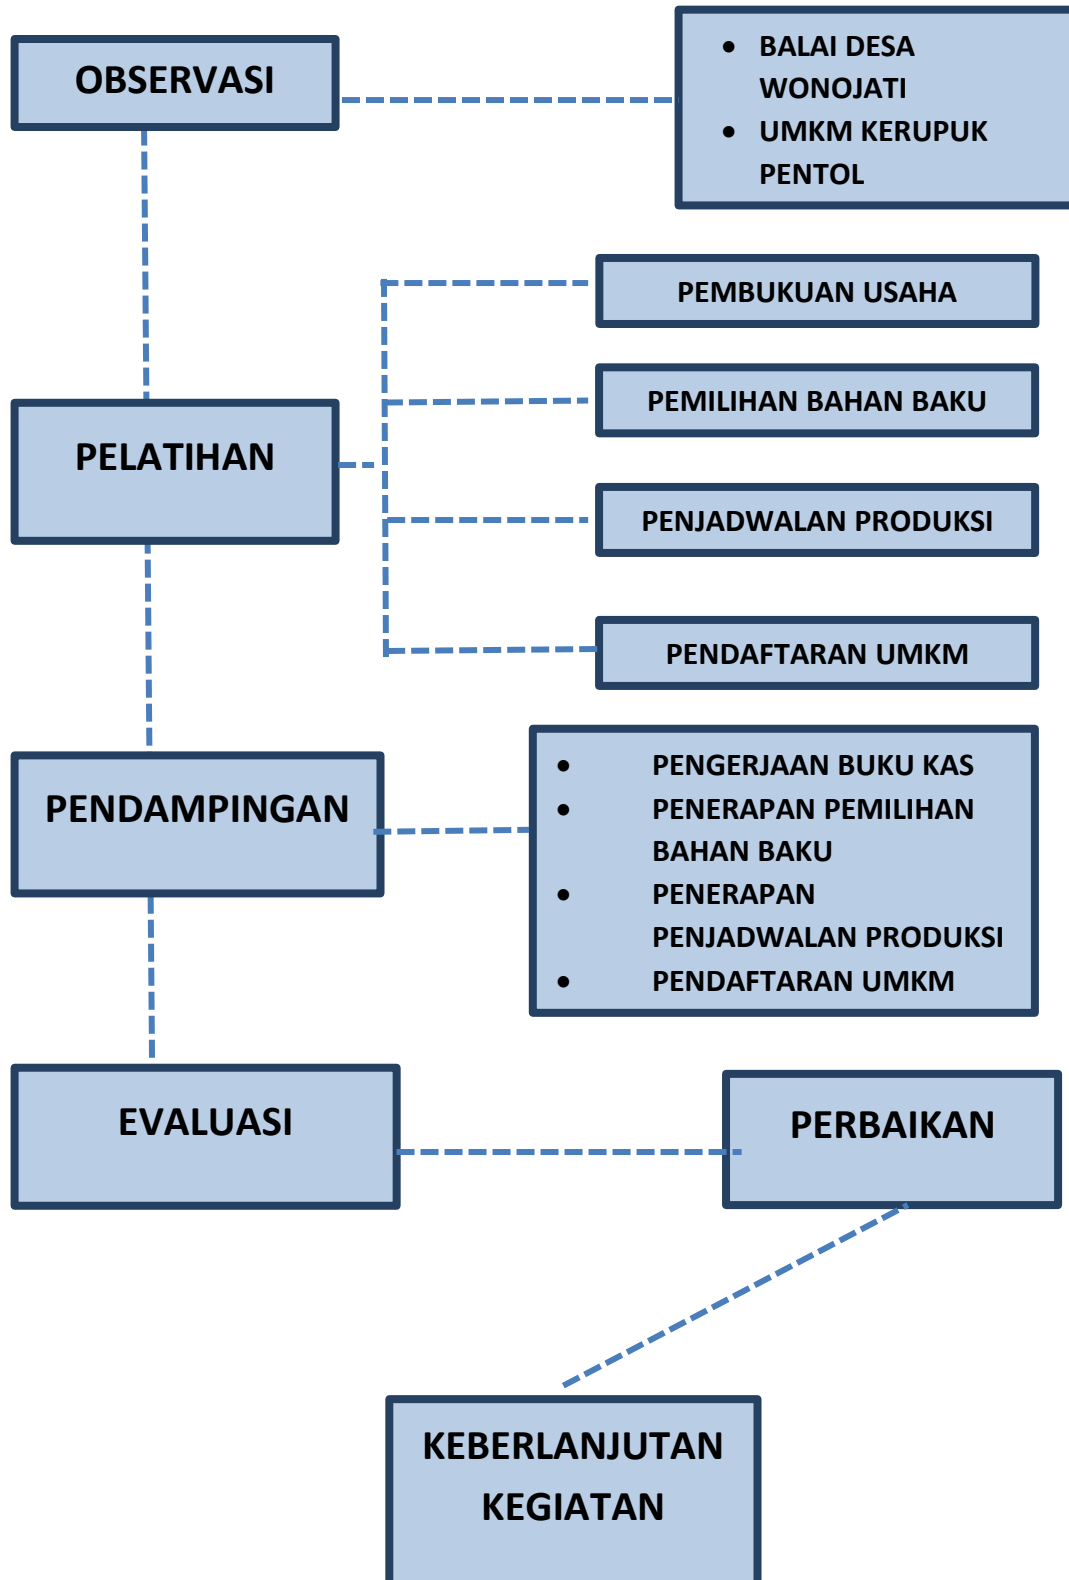 OBSERVASI
• BALAI DESA
WONOJATI
• UMKM KERUPUK
PENTOL
PEMBUKUAN USAHA
PEMILIHAN BAHAN BAKU
PELATIHAN
PENJADWALAN PRODUKSI
PENDAFTARAN UMKM
PENDAMPINGAN
• PENGERJAAN BUKU KAS
• PENERAPAN PEMILIHAN
BAHAN BAKU
• PENERAPAN
PENJADWALAN PRODUKSI
• PENDAFTARAN UMKM
EVALUASI
PERBAIKAN
KEBERLANJUTAN
KEGIATAN